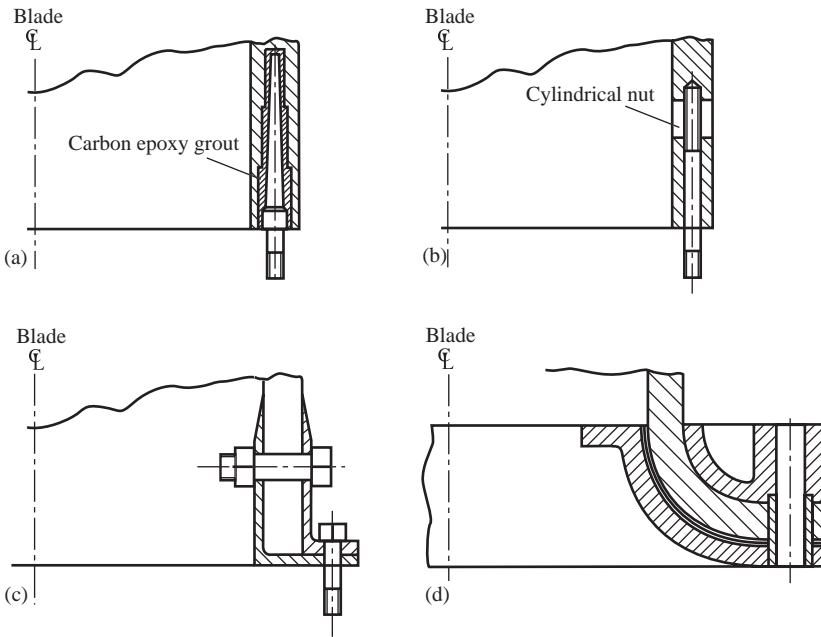 Blade
℄
Carbon epoxy grout
(a)
Blade
℄
Cylindrical nut
(b)
Blade
℄
(c)
Blade
℄
(d)